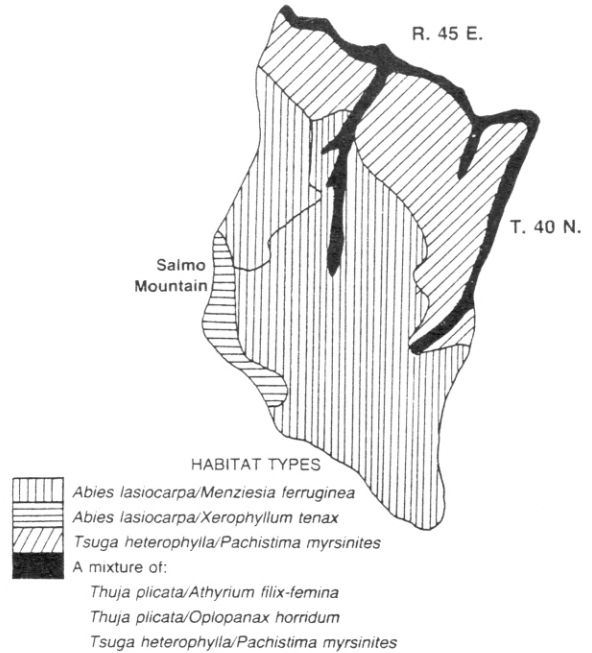 R. 45 E.
T. 40 N.
Salmo
Mountain
HABITAT TYPES
Abies lasiocarpa/Menziesia ferruginea
Abies lasiocarpa/Xerophyllum tenax
Tsuga heterophylla/Pachistima myrsinites
A mixture of:
Thuja plicata/Athyrium filix-femina
Thuja plicata/Oplopanax horridum
Tsuga heterophylla/Pachistima myrsinites